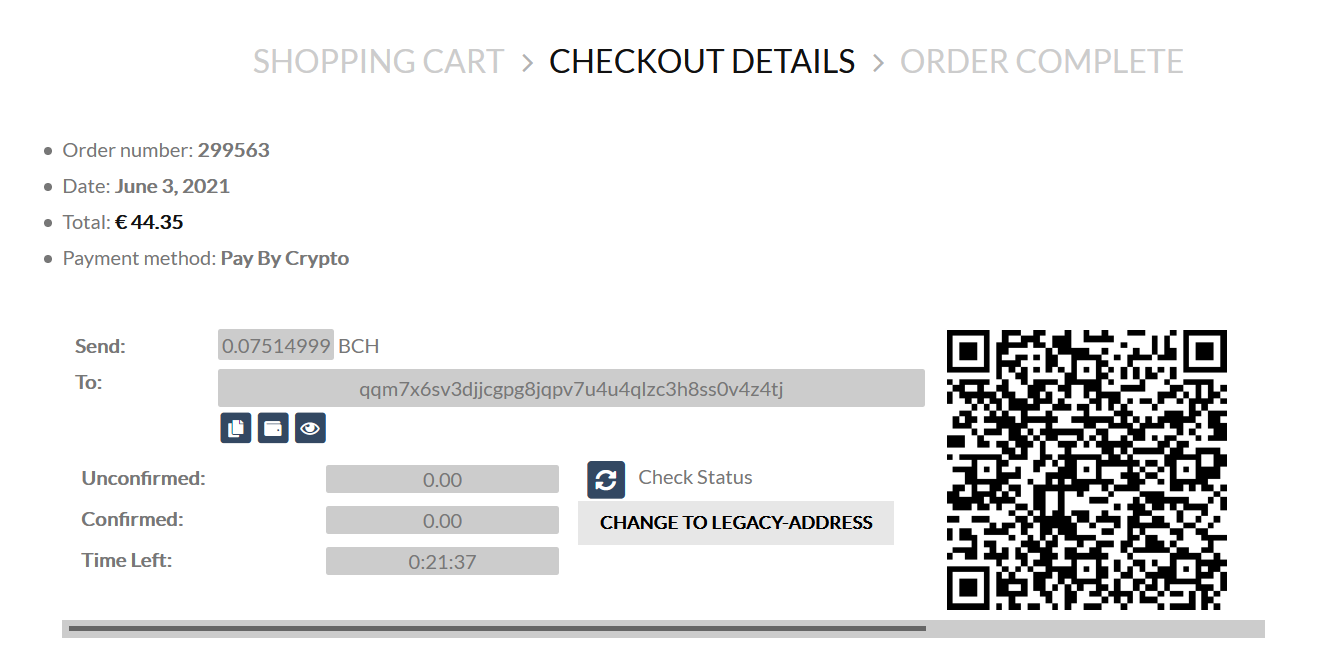 SHOPPING CART > CHECKOUT DETAILS > ORDER COMPLETE
• Order number: 299563
• Date: June 3, 2021
• Total: € 44.35
• Payment method: Pay By Crypto
Send: 0.07514999 BCH
To: qqm7x6sv3djjcgpg8jqpv7u4u4qlzc3h8ss0v4z4tj
Unconfirmed: 0.00 Check Status
Confirmed: 0.00 CHANGE TO LEGACY-ADDRESS
Time Left: 0:21:37